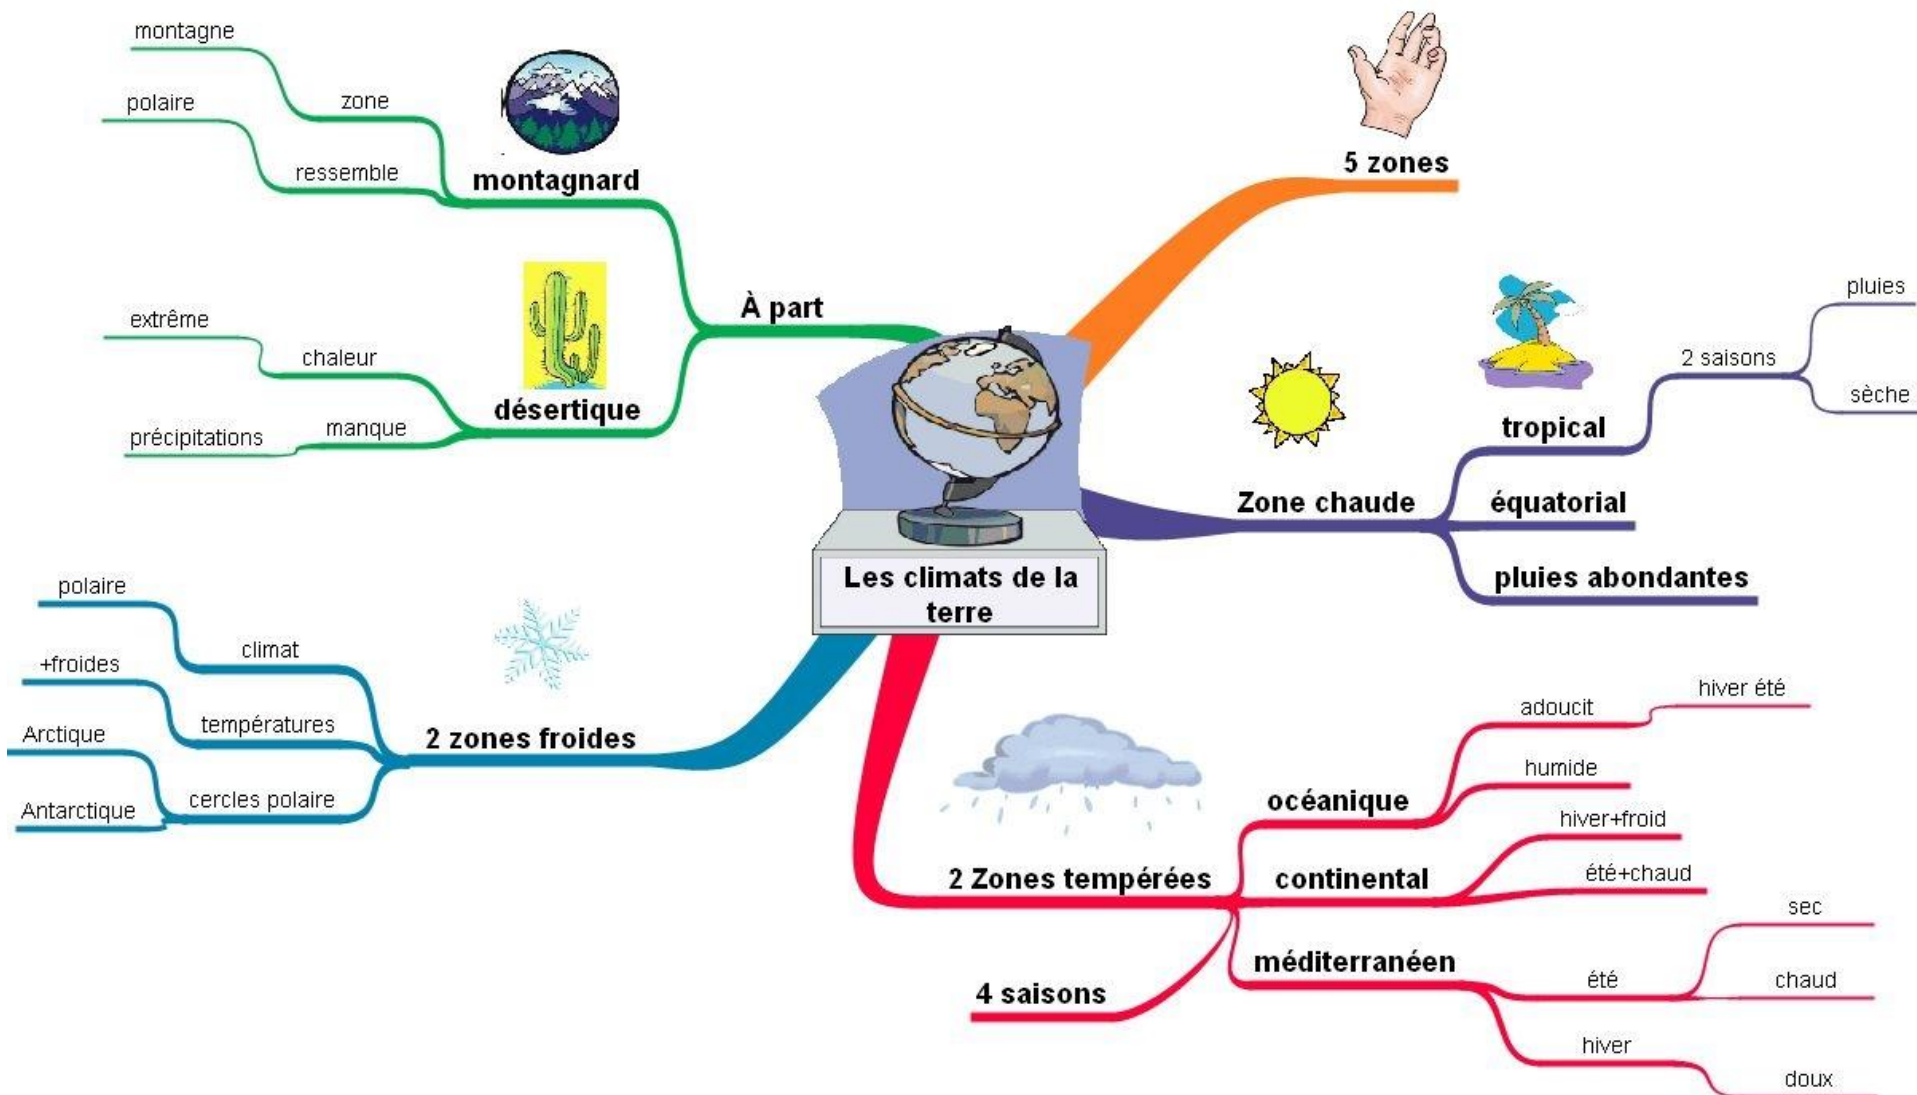 Les climats de la
terre
5 zones
Zone chaude
tropical
2 saisons
pluies
sèche
équatorial
pluies abondantes
2 Zones tempérées
océanique
adoucit
hiver été
humide
continental
hiver+froid
été+chaud
méditerranéen
été
sec
chaud
hiver
doux
4 saisons
2 zones froides
climat
polaire
températures
+froides
cercles polaire
Arctique
Antarctique
À part
montagnard
zone
montagne
ressemble
polaire
désertique
chaleur
extrême
manque
précipitations